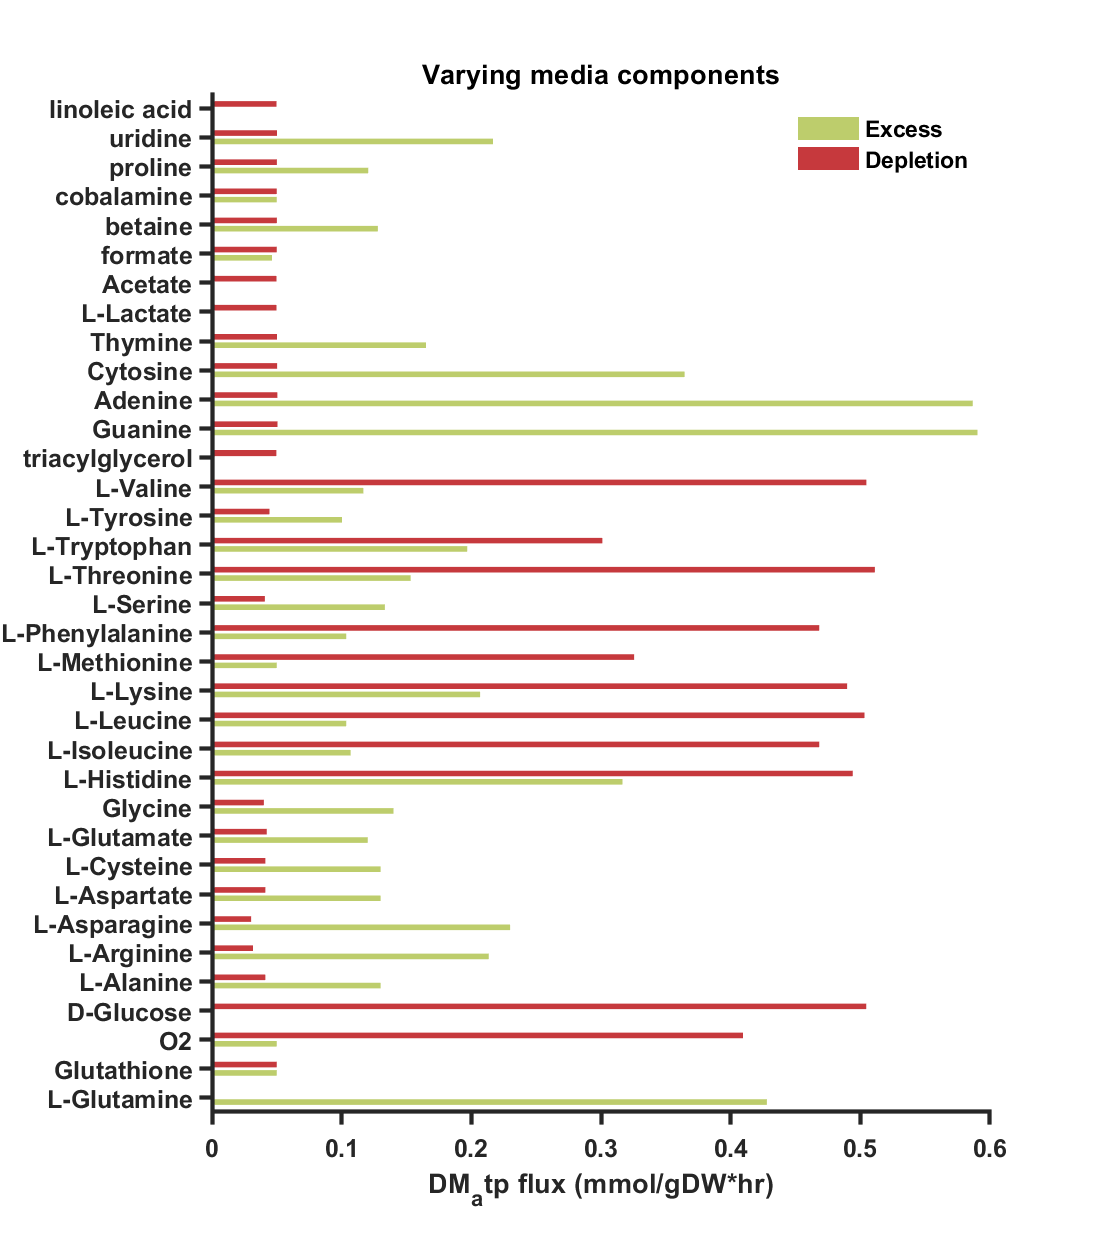 Varying media components
Excess
Depletion
linoleic acid
uridine
proline
cobalamine
betaine
formate
Acetate
L-Lactate
Thymine
Cytosine
Adenine
Guanine
triacylglycerol
L-Valine
L-Tyrosine
L-Tryptophan
L-Threonine
L-Serine
L-Phenylalanine
L-Methionine
L-Lysine
L-Leucine
L-Isoleucine
L-Histidine
Glycine
L-Glutamate
L-Cysteine
L-Aspartate
L-Asparagine
L-Arginine
L-Alanine
D-Glucose
O2
Glutathione
L-Glutamine
0 0.1 0.2 0.3 0.4 0.5 0.6
DMatp flux (mmol/gDW*hr)